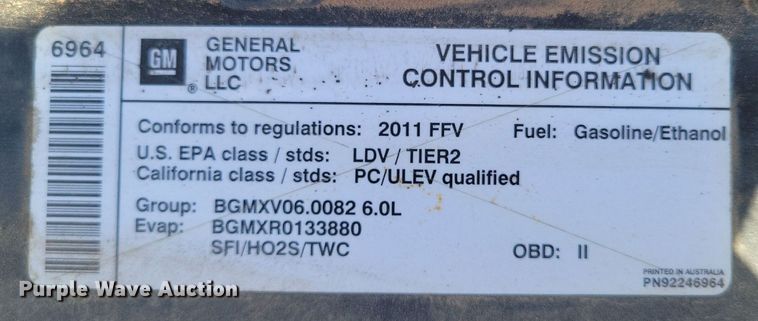 6964
GM
®
GENERAL
MOTORS
LLC
VEHICLE EMISSION
CONTROL INFORMATION
Conforms to regulations: 2011 FFV Fuel: Gasoline/Ethanol
U.S. EPA class / stds: LDV / TIER2
California class / stds: PC/ULEV qualified
Group: BGMXV06.0082 6.0L
Evap: BGMXR0133880
SFI/HO2S/TWC OBD: II
PRINTED IN AUSTRALIA
PN92246964
Purple Wave Auction